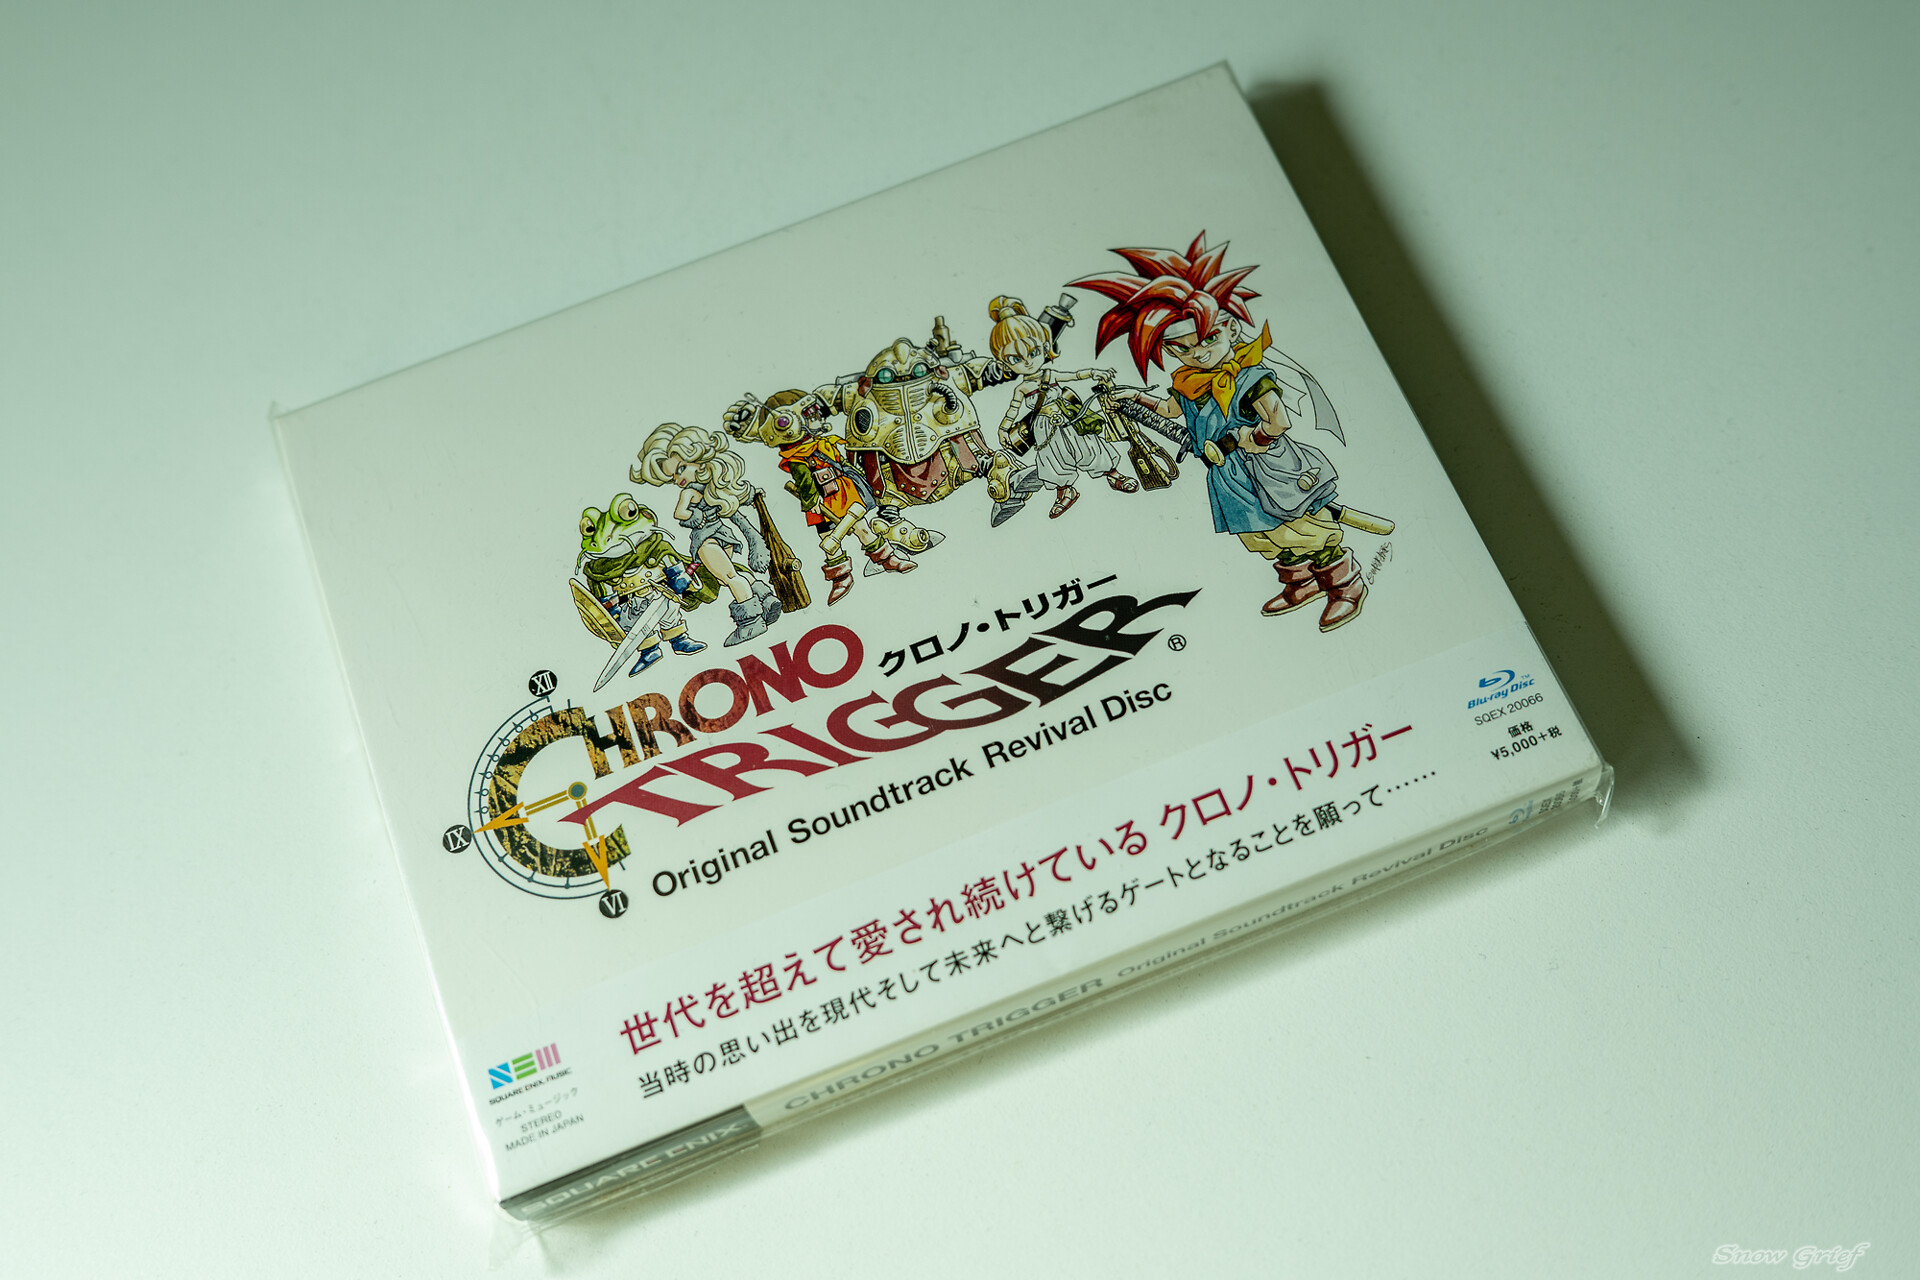 XII
IX
VI
CHRONO
クロノ・トリガー
TRIGGER
®
Original Soundtrack Revival Disc
Blu-ray Disc™
SQEX 20066
価格
¥5,000+税
世代を超えて愛され続けている クロノ・トリガー
当時の思い出を現代そして未来へと繋げるゲートとなることを願って……
SQUARE ENIX MUSIC
ゲーム・ミュージック
STEREO
MADE IN JAPAN
SQUARE ENIX
CHRONO TRIGGER Original Soundtrack Revival Disc
Snow Grief